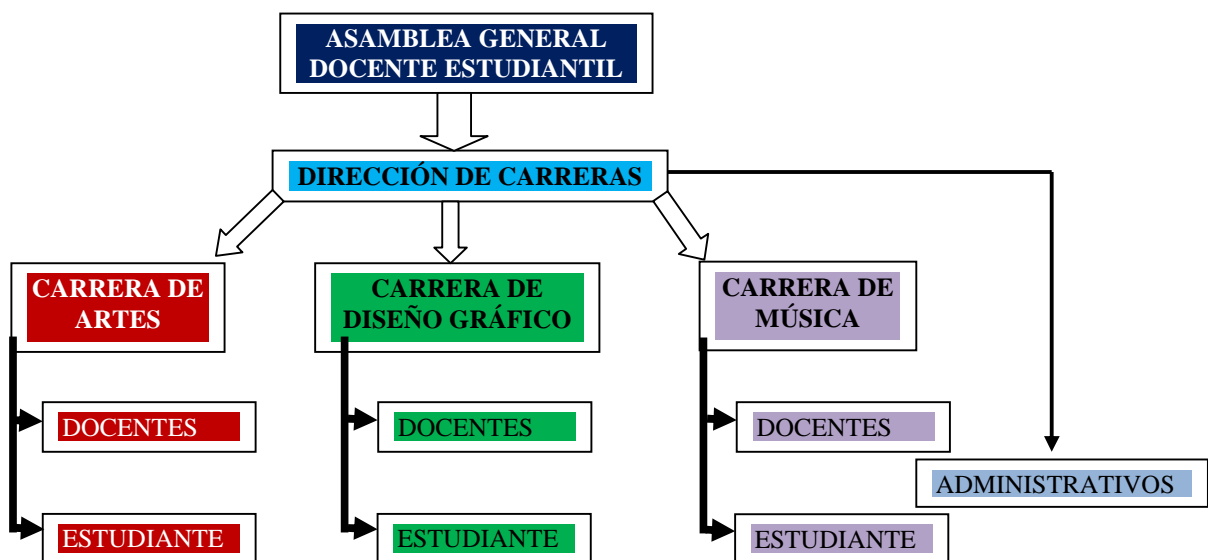 ASAMBLEA GENERAL
DOCENTE ESTUDIANTIL
DIRECCIÓN DE CARRERAS
CARRERA DE
ARTES
CARRERA DE
DISEÑO GRÁFICO
CARRERA DE
MÚSICA
DOCENTES
DOCENTES
DOCENTES
ADMINISTRATIVOS
ESTUDIANTE
ESTUDIANTE
ESTUDIANTE